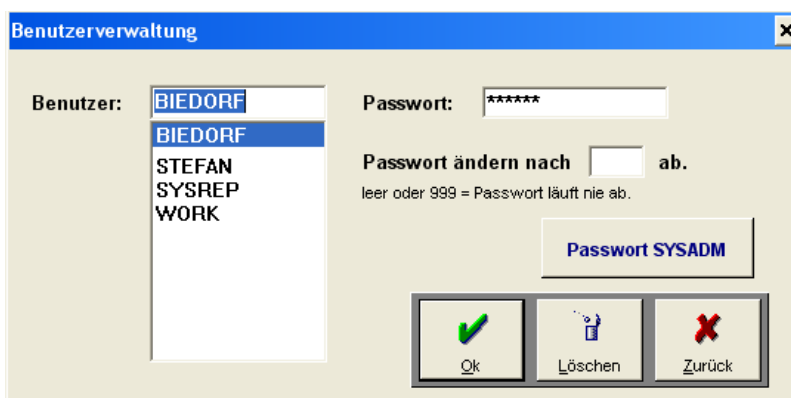 Benutzerverwaltung
Benutzer: BIEDORF Passwort: ******
BIEDORF
STEFAN
SYSREP
WORK
Passwort ändern nach ab.
leer oder 999 = Passwort läuft nie ab.
Passwort SYSADM
Ok Löschen Zurück